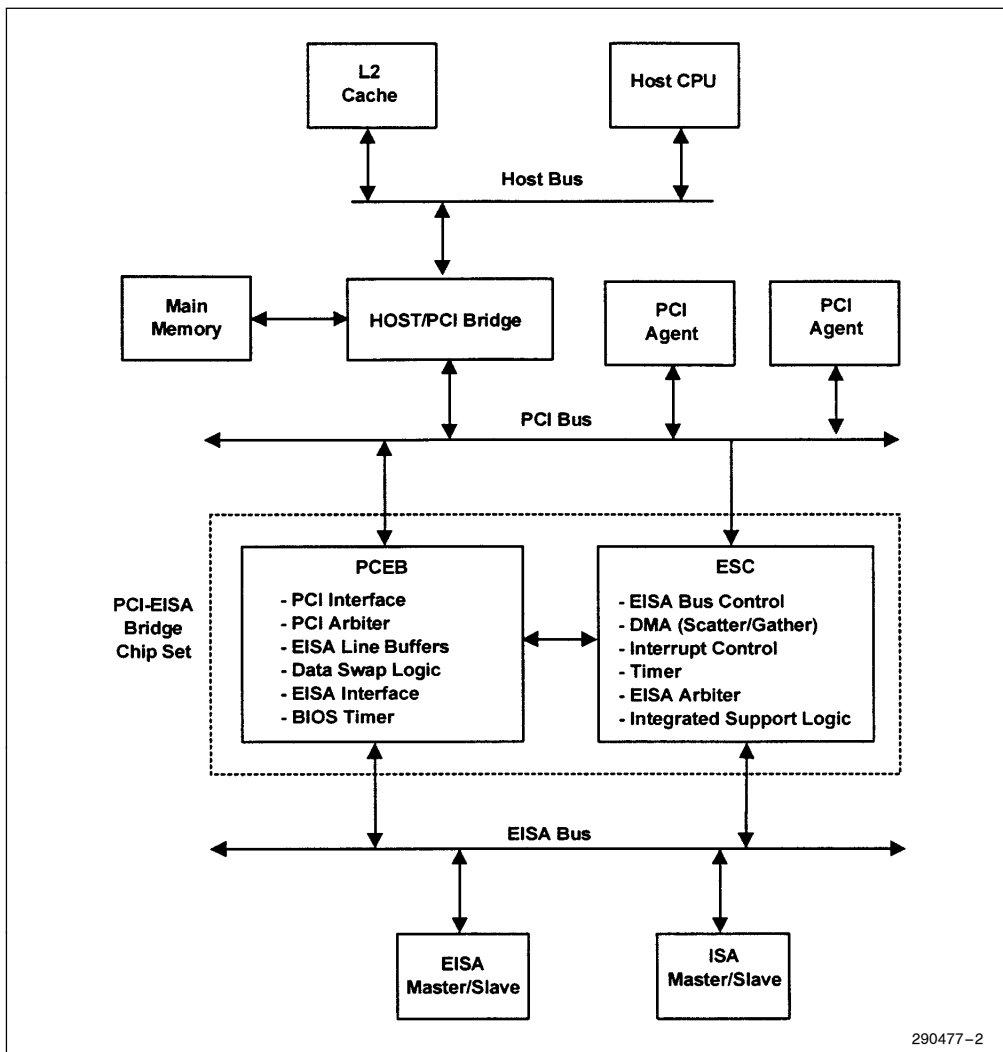 L2
Cache
Host CPU
Host Bus
Main
Memory
HOST/PCI Bridge
PCI
Agent
PCI
Agent
PCI Bus
PCI-EISA
Bridge
Chip Set
PCEB
- PCI Interface
- PCI Arbiter
- EISA Line Buffers
- Data Swap Logic
- EISA Interface
- BIOS Timer
ESC
- EISA Bus Control
- DMA (Scatter/Gather)
- Interrupt Control
- Timer
- EISA Arbiter
- Integrated Support Logic
EISA Bus
EISA
Master/Slave
ISA
Master/Slave
290477–2